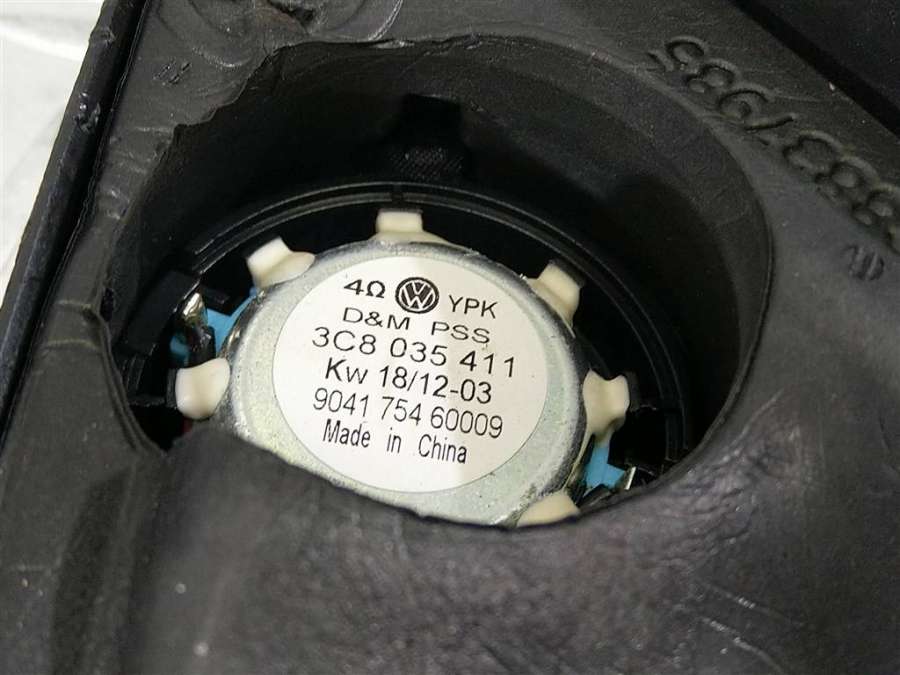 4Ω YPK
D&M PSS
3C8 035 411
Kw 18/12-03
9041 754 60009
Made in China